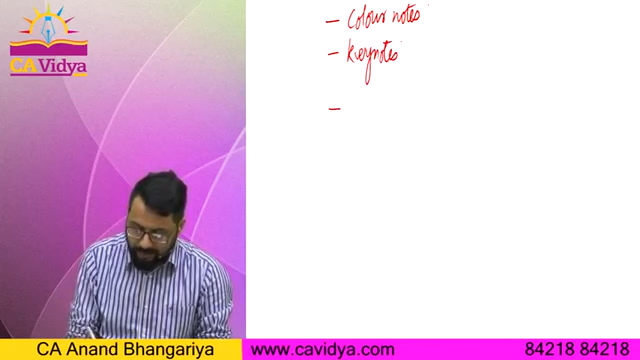 - Colour notes
- keynotes
-
CA Vidya
CA Anand Bhangariya www.cavidya.com 84218 84218